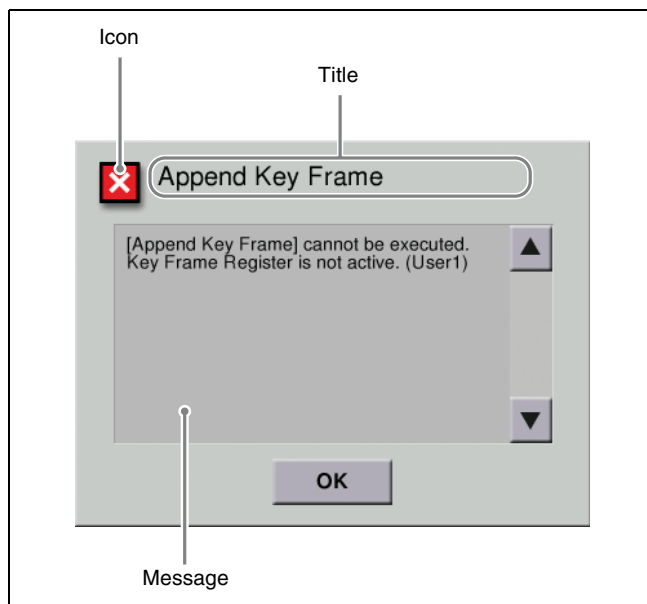 Icon
Title
Append Key Frame
[Append Key Frame] cannot be executed.
Key Frame Register is not active. (User1)
OK
Message